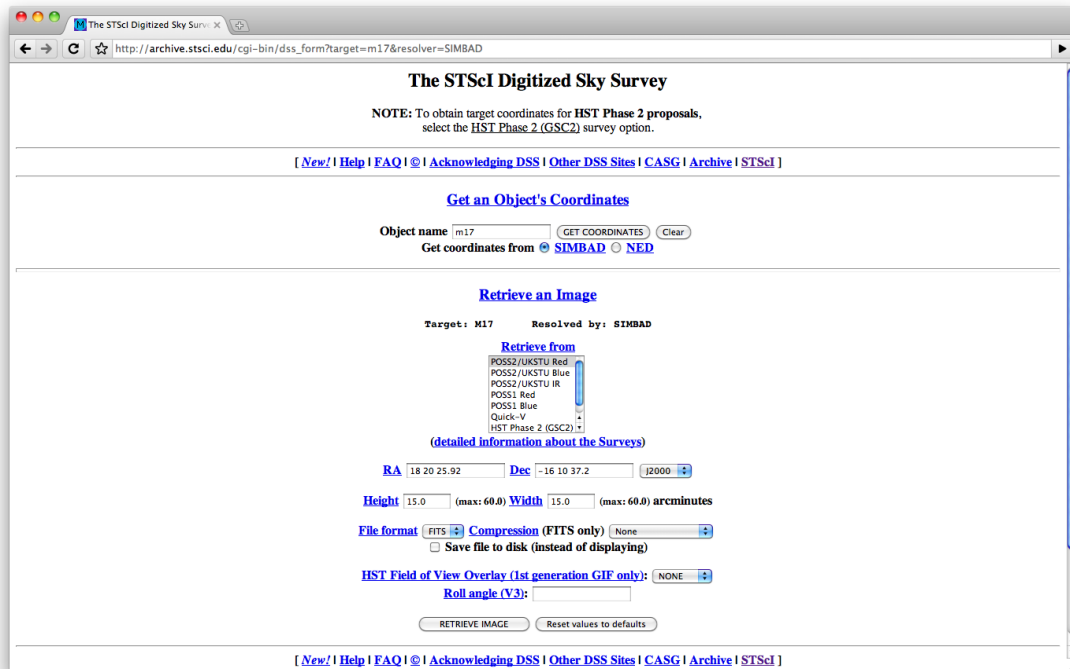 The STScI Digitized Sky Surve
http://archive.stsci.edu/cgi-bin/dss_form?target=m17&resolver=SIMBAD
The STScI Digitized Sky Survey
NOTE: To obtain target coordinates for HST Phase 2 proposals,
select the HST Phase 2 (GSC2) survey option.
[ New! | Help | FAQ | © | Acknowledging DSS | Other DSS Sites | CASG | Archive | STScI ]
Get an Object's Coordinates
Object name m17 GET COORDINATES Clear
Get coordinates from SIMBAD NED
Retrieve an Image
Target: M17 Resolved by: SIMBAD
Retrieve from
POSS2/UKSTU Red
POSS2/UKSTU Blue
POSS2/UKSTU IR
POSS1 Red
POSS1 Blue
Quick-V
HST Phase 2 (GSC2)
(detailed information about the Surveys)
RA 18 20 25.92 Dec -16 10 37.2 J2000
Height 15.0 (max: 60.0) Width 15.0 (max: 60.0) arcminutes
File format FITS Compression (FITS only) None
Save file to disk (instead of displaying)
HST Field of View Overlay (1st generation GIF only): NONE
Roll angle (V3):
RETRIEVE IMAGE Reset values to defaults
[ New! | Help | FAQ | © | Acknowledging DSS | Other DSS Sites | CASG | Archive | STScI ]